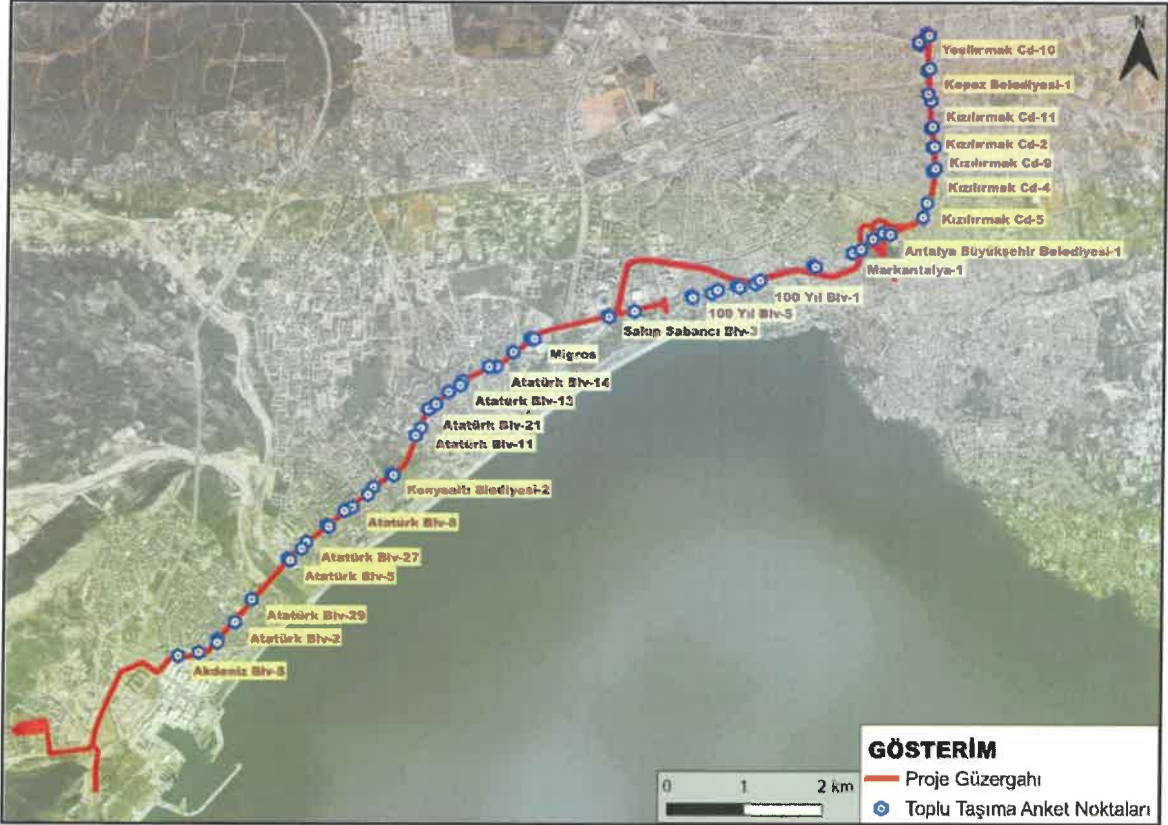 N
Yeşilırmak Cd-10
Kepez Belediyesi-1
Kızılırmak Cd-11
Kızılırmak Cd-2
Kızılırmak Cd-9
Kızılırmak Cd-4
Kızılırmak Cd-5
Antalya Büyükşehir Belediyesi-1
Markantalya-1
100 Yıl Blv-1
100 Yıl Blv-5
Sakıp Sabancı Blv-3
Migros
Atatürk Blv-14
Atatürk Blv-13
Atatürk Blv-21
Atatürk Blv-11
Konyaaltı Blediyesi-2
Atatürk Blv-8
Atatürk Blv-27
Atatürk Blv-5
Atatürk Blv-29
Atatürk Blv-2
Akdeniz Blv-5
GÖSTERİM
Proje Güzergahı
Toplu Taşıma Anket Noktaları
0 1 2 km